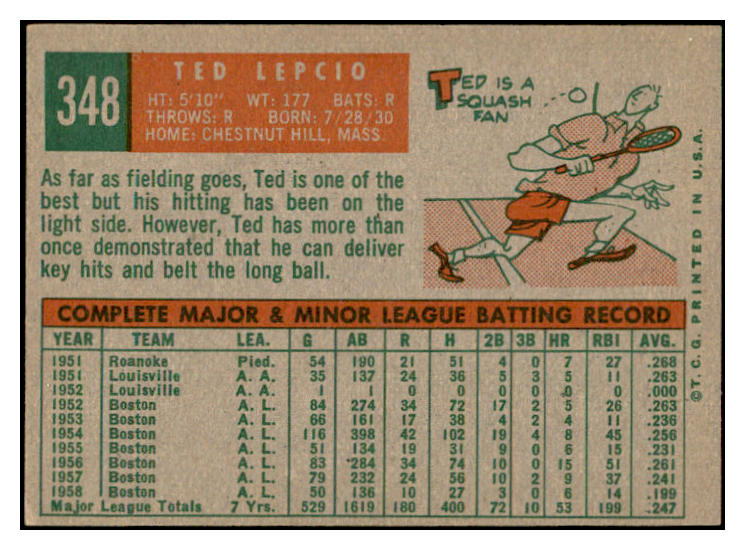 348
TED LEPCIO
HT: 5'10" WT: 177 BATS: R
THROWS: R BORN: 7/28/30
HOME: CHESTNUT HILL, MASS.
TED IS A
SQUASH
FAN
As far as fielding goes, Ted is one of the
best but his hitting has been on the
light side. However, Ted has more than
once demonstrated that he can deliver
key hits and belt the long ball.
COMPLETE MAJOR & MINOR LEAGUE BATTING RECORD
YEAR TEAM LEA. G AB R H 2B 3B HR RBI AVG.
1951 Roanoke Pied. 54 190 21 51 4 0 7 27 .268
1951 Louisville A. A. 35 137 24 36 5 3 5 11 .263
1952 Louisville A. A. 1 1 0 0 0 0 0 0 .000
1952 Boston A. L. 84 274 34 72 17 2 5 26 .263
1953 Boston A. L. 66 161 17 38 4 2 4 11 .236
1954 Boston A. L. 116 398 42 102 19 4 8 45 .256
1955 Boston A. L. 51 134 19 31 9 0 6 15 .231
1956 Boston A. L. 83 284 34 74 10 0 15 51 .261
1957 Boston A. L. 79 232 24 56 10 2 9 37 .241
1958 Boston A. L. 50 136 10 27 3 0 6 14 .199
Major League Totals 7 Yrs. 529 1619 180 400 72 10 53 199 .247
©T. C. G. PRINTED IN U.S.A.